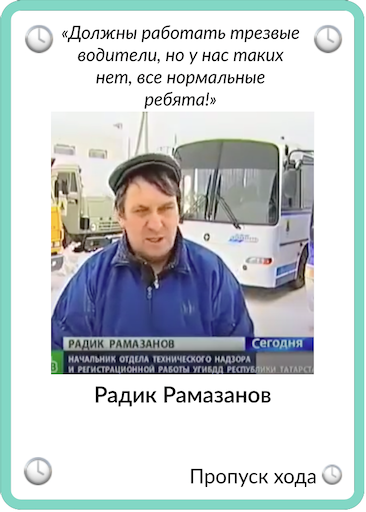 «Должны работать трезвые
водители, но у нас таких
нет, все нормальные
ребята!»
РАДИК РАМАЗАНОВ
Сегодня
НАЧАЛЬНИК ОТДЕЛА ТЕХНИЧЕСКОГО НАДЗОРА
И РЕГИСТРАЦИОННОЙ РАБОТЫ УГИБДД РЕСПУБЛИКИ ТАТАРСТ
Радик Рамазанов
Пропуск хода